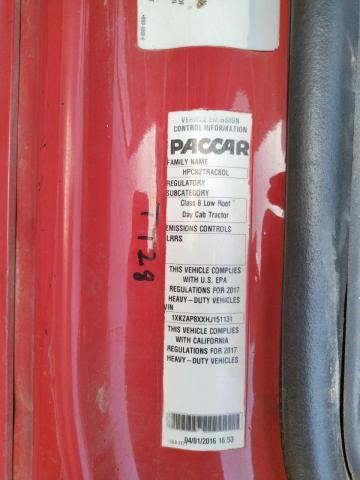 VEHICLE EMISSION
CONTROL INFORMATION
PACCAR
FAMILY NAME
HPCR2TRAC8DL
REGULATORY
SUBCATEGORY
Class 8 Low Roof
Day Cab Tractor
EMISSIONS CONTROLS
LRRS
THIS VEHICLE COMPLIES
WITH U.S. EPA
REGULATIONS FOR 2017
HEAVY-DUTY VEHICLES
VIN
1XKZAP8XXHJ151131
THIS VEHICLE COMPLIES
WITH CALIFORNIA
REGULATIONS FOR 2017
HEAVY-DUTY VEHICLES
04/01/2016 16:53
T128